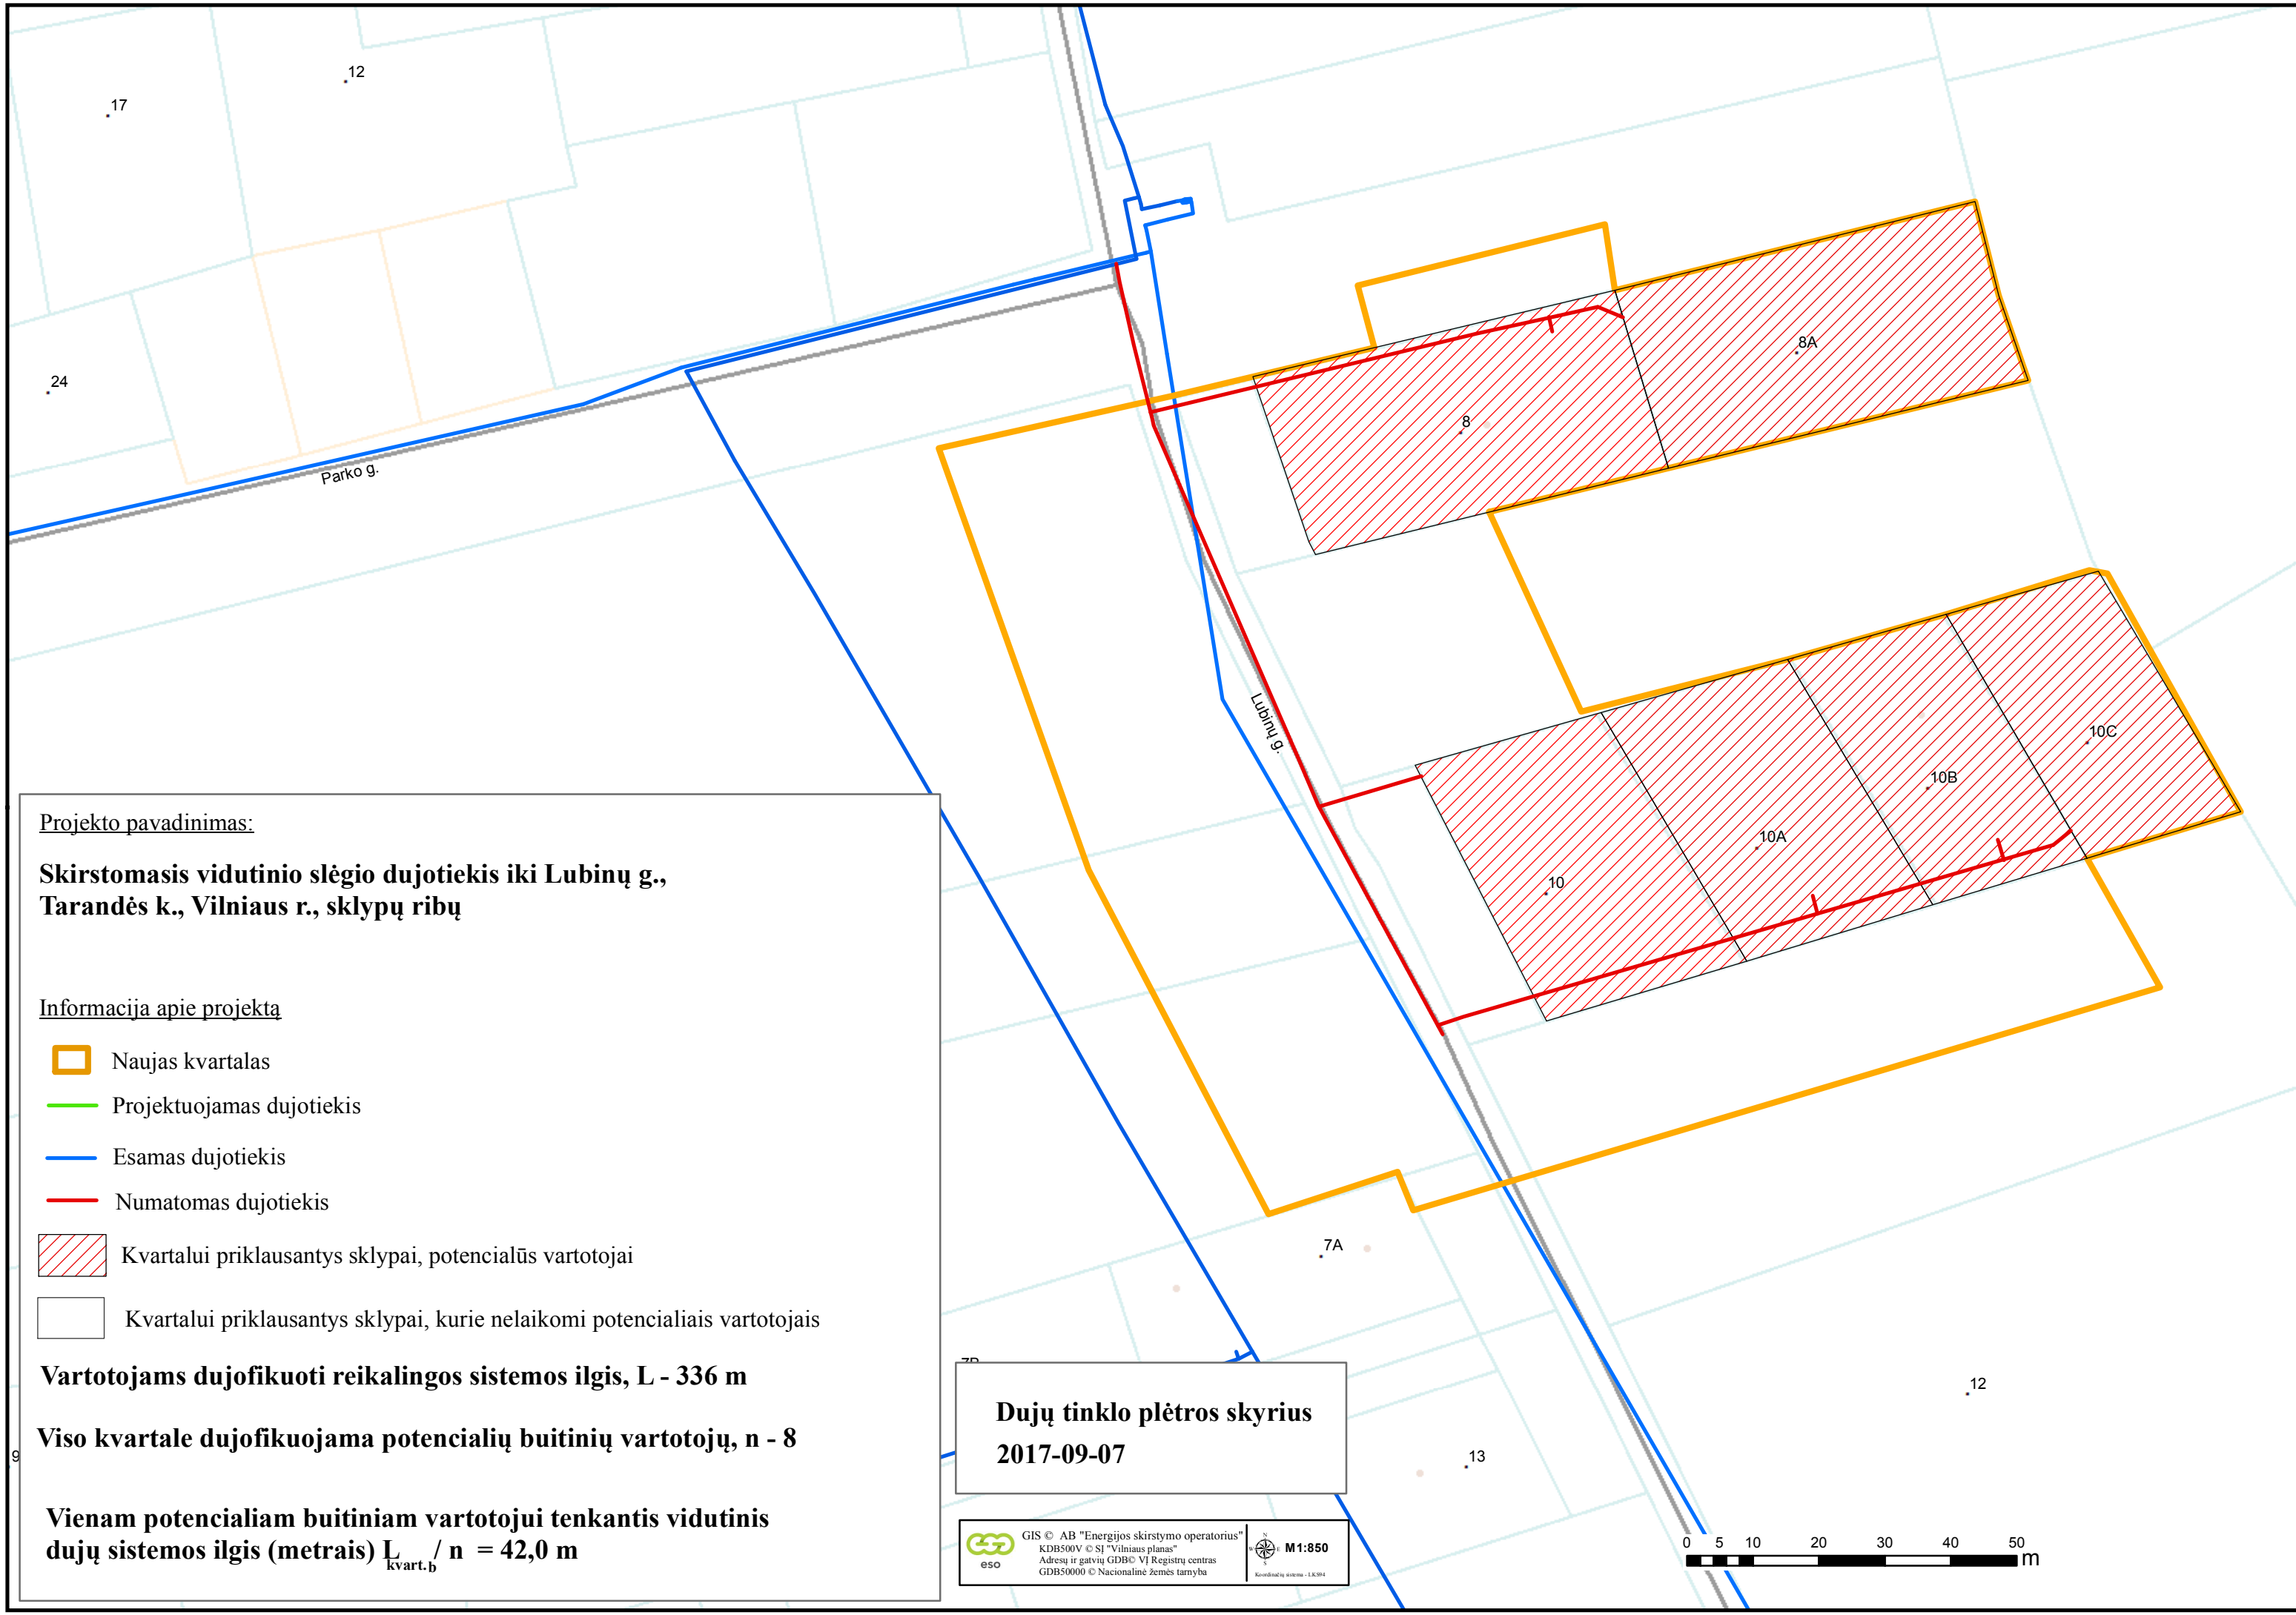 12
17
24
Parko g.
8A
8
Lubinų g.
10C
10B
10A
10
Projekto pavadinimas:
Skirstomasis vidutinio slėgio dujotiekis iki Lubinų g.,
Tarandės k., Vilniaus r., sklypų ribų
Informacija apie projektą
Naujas kvartalas
Projektuojamas dujotiekis
Esamas dujotiekis
Numatomas dujotiekis
Kvartalui priklausantys sklypai, potencialūs vartotojai
Kvartalui priklausantys sklypai, kurie nelaikomi potencialiais vartotojais
Vartotojams dujofikuoti reikalingos sistemos ilgis, L - 336 m
Viso kvartale dujofikuojama potencialių buitinių vartotojų, n - 8
Vienam potencialiam buitiniam vartotojui tenkantis vidutinis
dujų sistemos ilgis (metrais) L kvart.b / n = 42,0 m
9
7A
12
13
Dujų tinklo plėtros skyrius
2017-09-07
eso
GIS © AB "Energijos skirstymo operatorius"
KDB500V © SĮ "Vilniaus planas"
Adresų ir gatvių GDB© VĮ Registrų centras
GDB50000 © Nacionalinė žemės tarnyba
N
W E
S
M1:850
Koordinačių sistema - LKS94
0 5 10 20 30 40 50 m